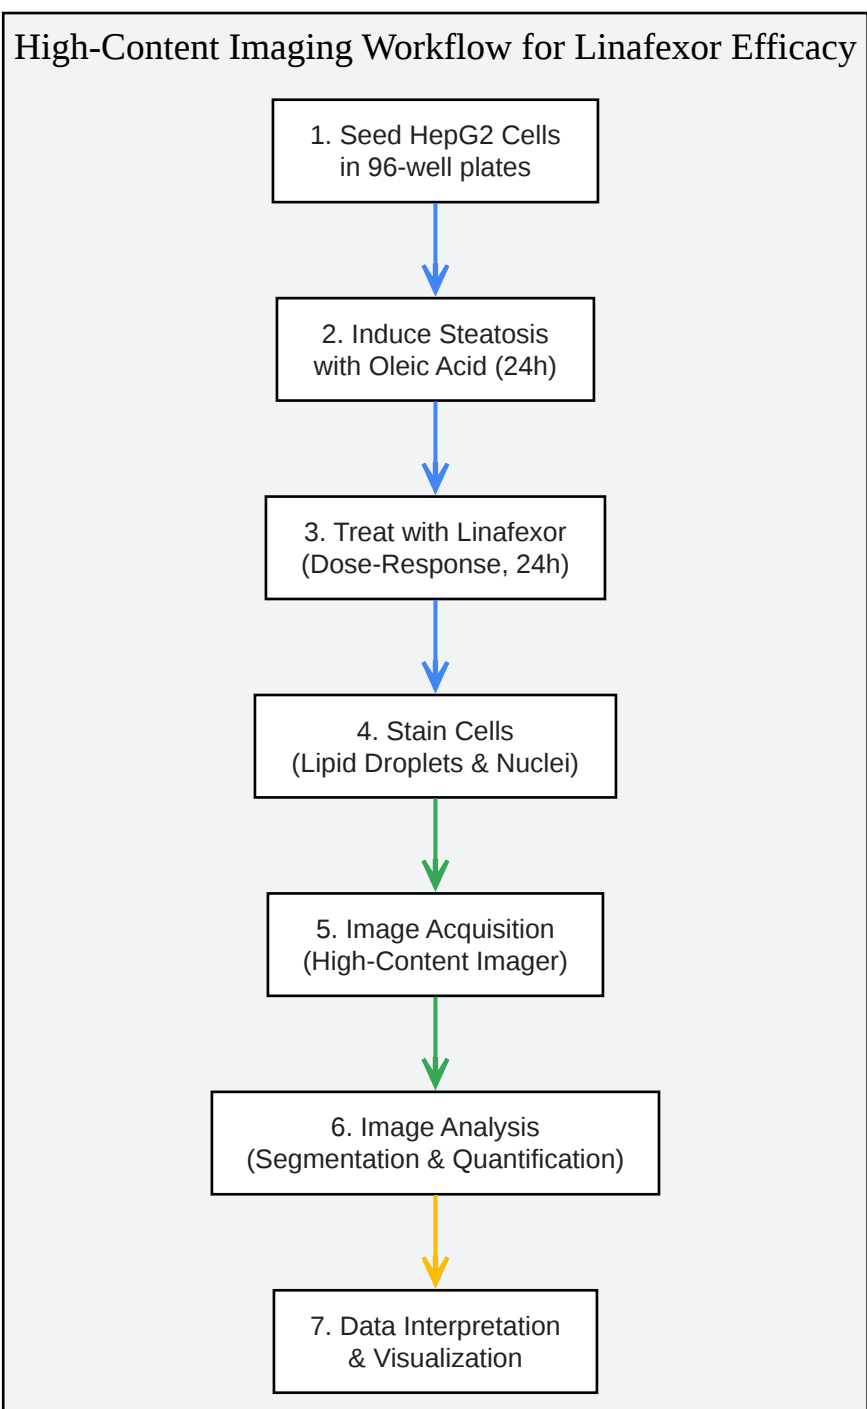 High-Content Imaging Workflow for Linafexor Efficacy
1. Seed HepG2 Cells
in 96-well plates
2. Induce Steatosis
with Oleic Acid (24h)
3. Treat with Linafexor
(Dose-Response, 24h)
4. Stain Cells
(Lipid Droplets & Nuclei)
5. Image Acquisition
(High-Content Imager)
6. Image Analysis
(Segmentation & Quantification)
7. Data Interpretation
& Visualization